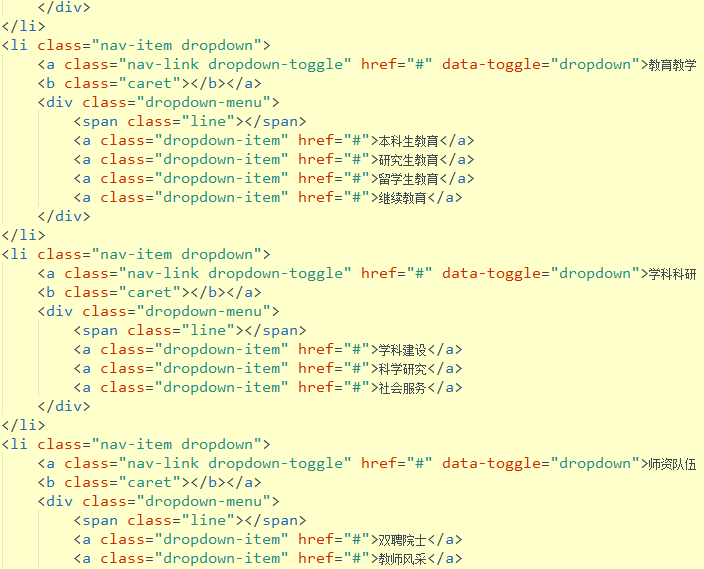 </div>
</li>
<li class="nav-item dropdown">
    <a class="nav-link dropdown-toggle" href="#" data-toggle="dropdown">教育教学
    <b class="caret"></b></a>
    <div class="dropdown-menu">
        <span class="line"></span>
        <a class="dropdown-item" href="#">本科生教育</a>
        <a class="dropdown-item" href="#">研究生教育</a>
        <a class="dropdown-item" href="#">留学生教育</a>
        <a class="dropdown-item" href="#">继续教育</a>
    </div>
</li>
<li class="nav-item dropdown">
    <a class="nav-link dropdown-toggle" href="#" data-toggle="dropdown">学科科研
    <b class="caret"></b></a>
    <div class="dropdown-menu">
        <span class="line"></span>
        <a class="dropdown-item" href="#">学科建设</a>
        <a class="dropdown-item" href="#">科学研究</a>
        <a class="dropdown-item" href="#">社会服务</a>
    </div>
</li>
<li class="nav-item dropdown">
    <a class="nav-link dropdown-toggle" href="#" data-toggle="dropdown">师资队伍
    <b class="caret"></b></a>
    <div class="dropdown-menu">
        <span class="line"></span>
        <a class="dropdown-item" href="#">双聘院士</a>
        <a class="dropdown-item" href="#">教师风采</a>